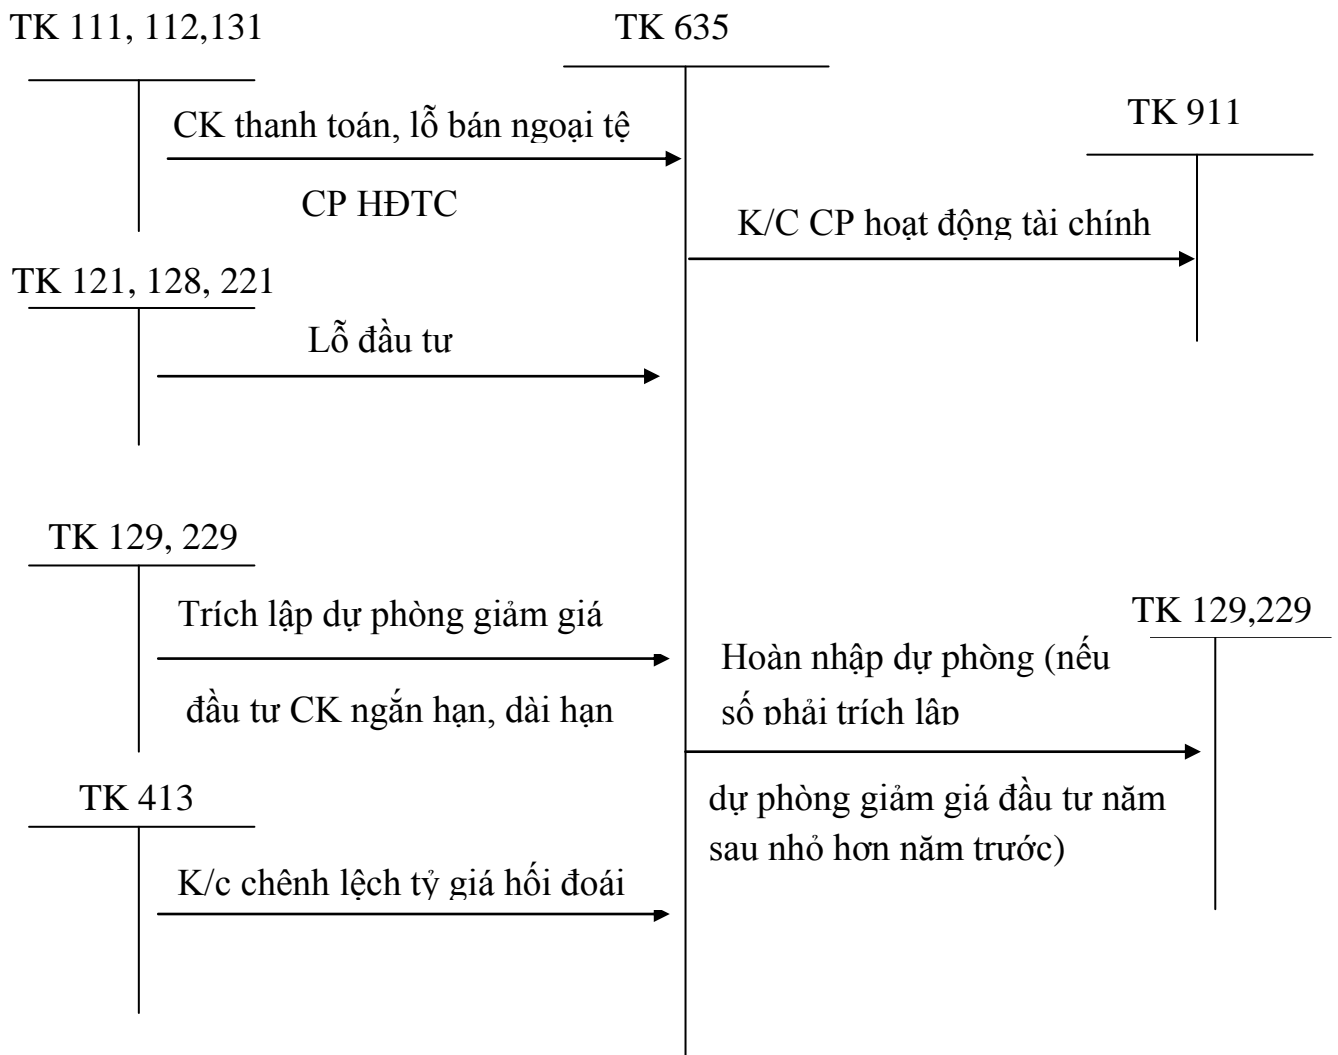 TK 111, 112,131
TK 635
TK 911
CK thanh toán, lỗ bán ngoại tệ
CP HĐTC
K/C CP hoạt động tài chính
TK 121, 128, 221
Lỗ đầu tư
TK 129, 229
Trích lập dự phòng giảm giá
đầu tư CK ngắn hạn, dài hạn
TK 129,229
Hoàn nhập dự phòng (nếu
số phải trích lập
dự phòng giảm giá đầu tư năm
sau nhỏ hơn năm trước)
TK 413
K/c chênh lệch tỷ giá hối đoái